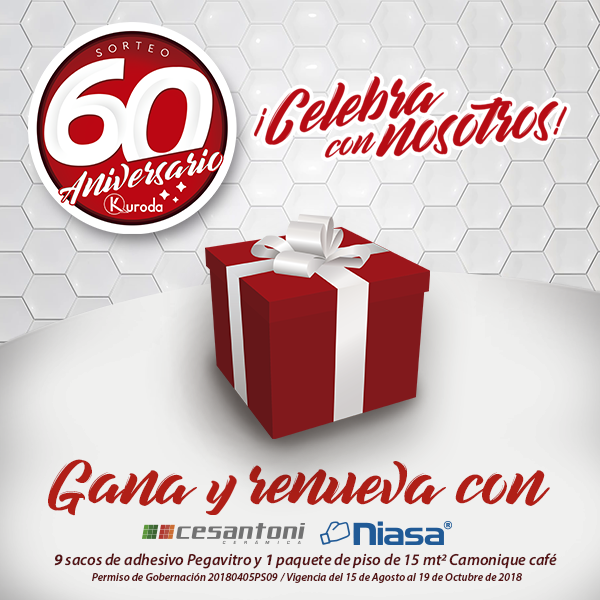 SORTEO
60
Aniversario
Kuroda
¡Celebra
con nosotros!
Gana y renueva con
cesantoni
CERÁMICA
Niasa®
9 sacos de adhesivo Pegavitro y 1 paquete de piso de 15 mt² Camonique café
Permiso de Gobernación 20180405PS09 / Vigencia del 15 de Agosto al 19 de Octubre de 2018